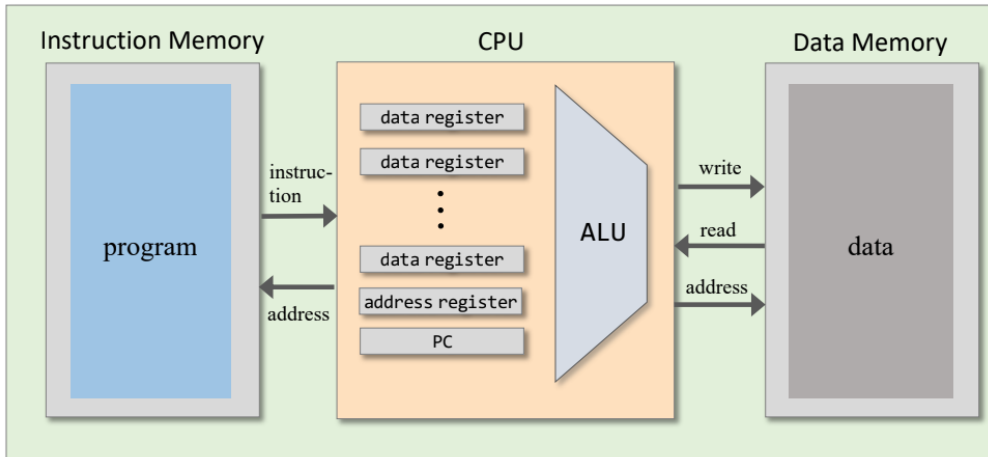 Instruction Memory
CPU
Data Memory
data register
data register
instruc-
tion
write
program
ALU
read
data
data register
address
address register
address
PC